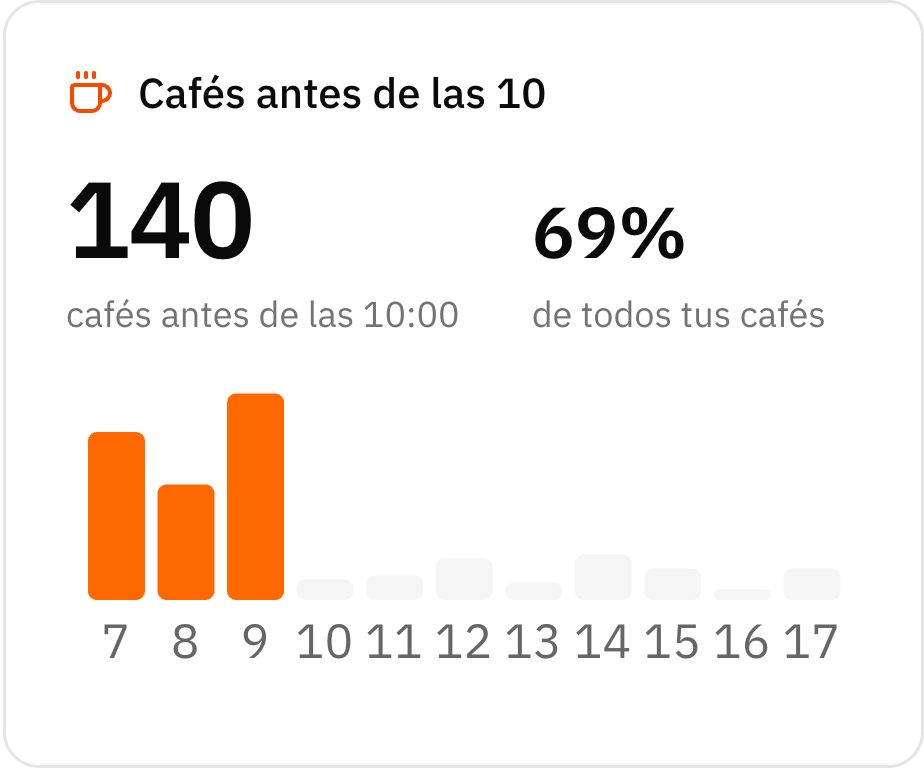 Cafés antes de las 10
140
69%
cafés antes de las 10:00
de todos tus cafés
7 8 9 10 11 12 13 14 15 16 17